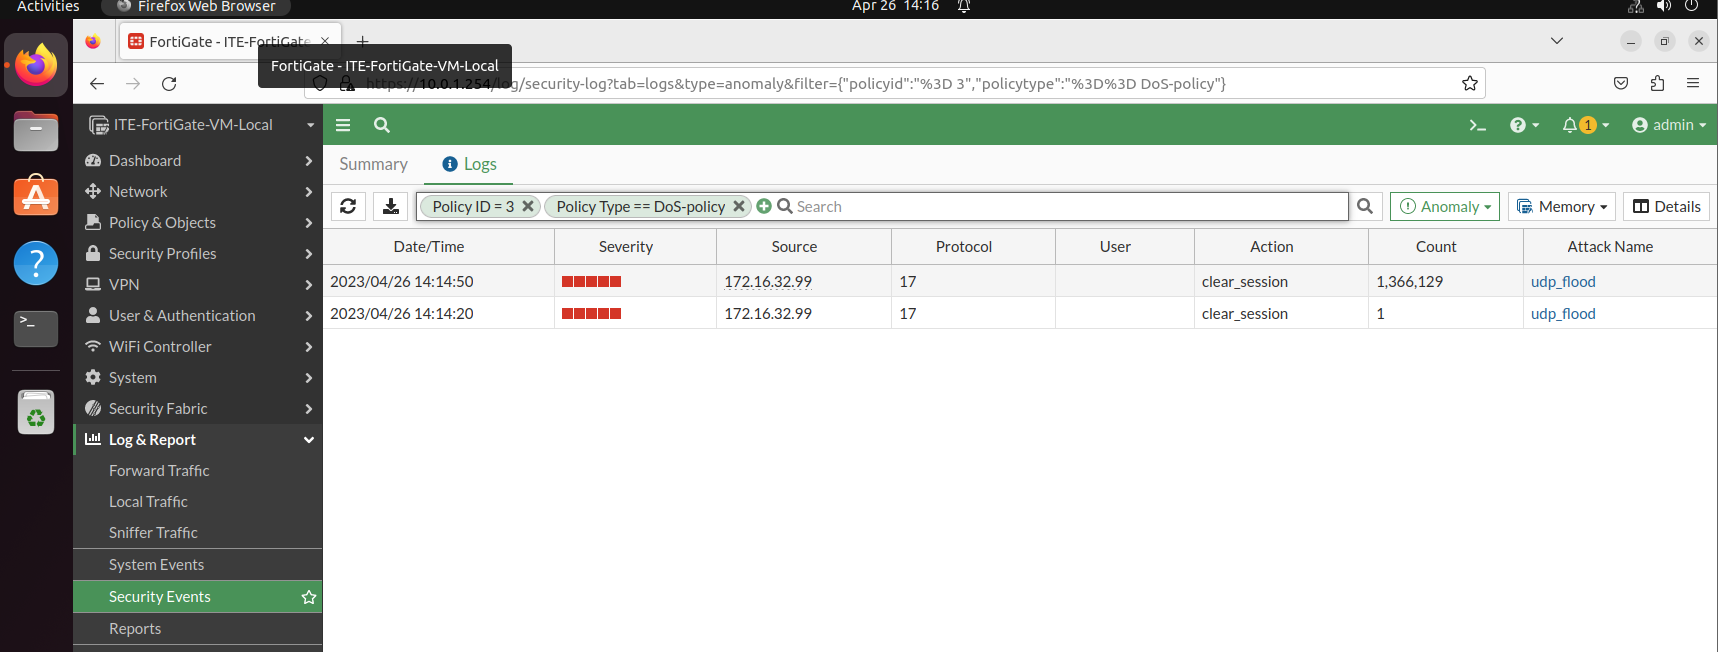 Activities Firefox Web Browser Apr 26 14:16
FortiGate - ITE-FortiGate
FortiGate - ITE-FortiGate-VM-Local
https://10.0.1.254/log/security-log?tab=logs&type=anomaly&filter={"policyid":"%3D 3","policytype":"%3D%3D DoS-policy"}
ITE-FortiGate-VM-Local
>_ ? 1 admin
Dashboard
Network
Policy & Objects
Security Profiles
VPN
User & Authentication
WiFi Controller
System
Security Fabric
Log & Report
Forward Traffic
Local Traffic
Sniffer Traffic
System Events
Security Events
Reports
Summary Logs
Policy ID = 3 Policy Type == DoS-policy Search Anomaly Memory Details
Date/Time Severity Source Protocol User Action Count Attack Name
2023/04/26 14:14:50 172.16.32.99 17 clear_session 1,366,129 udp_flood
2023/04/26 14:14:20 172.16.32.99 17 clear_session 1 udp_flood